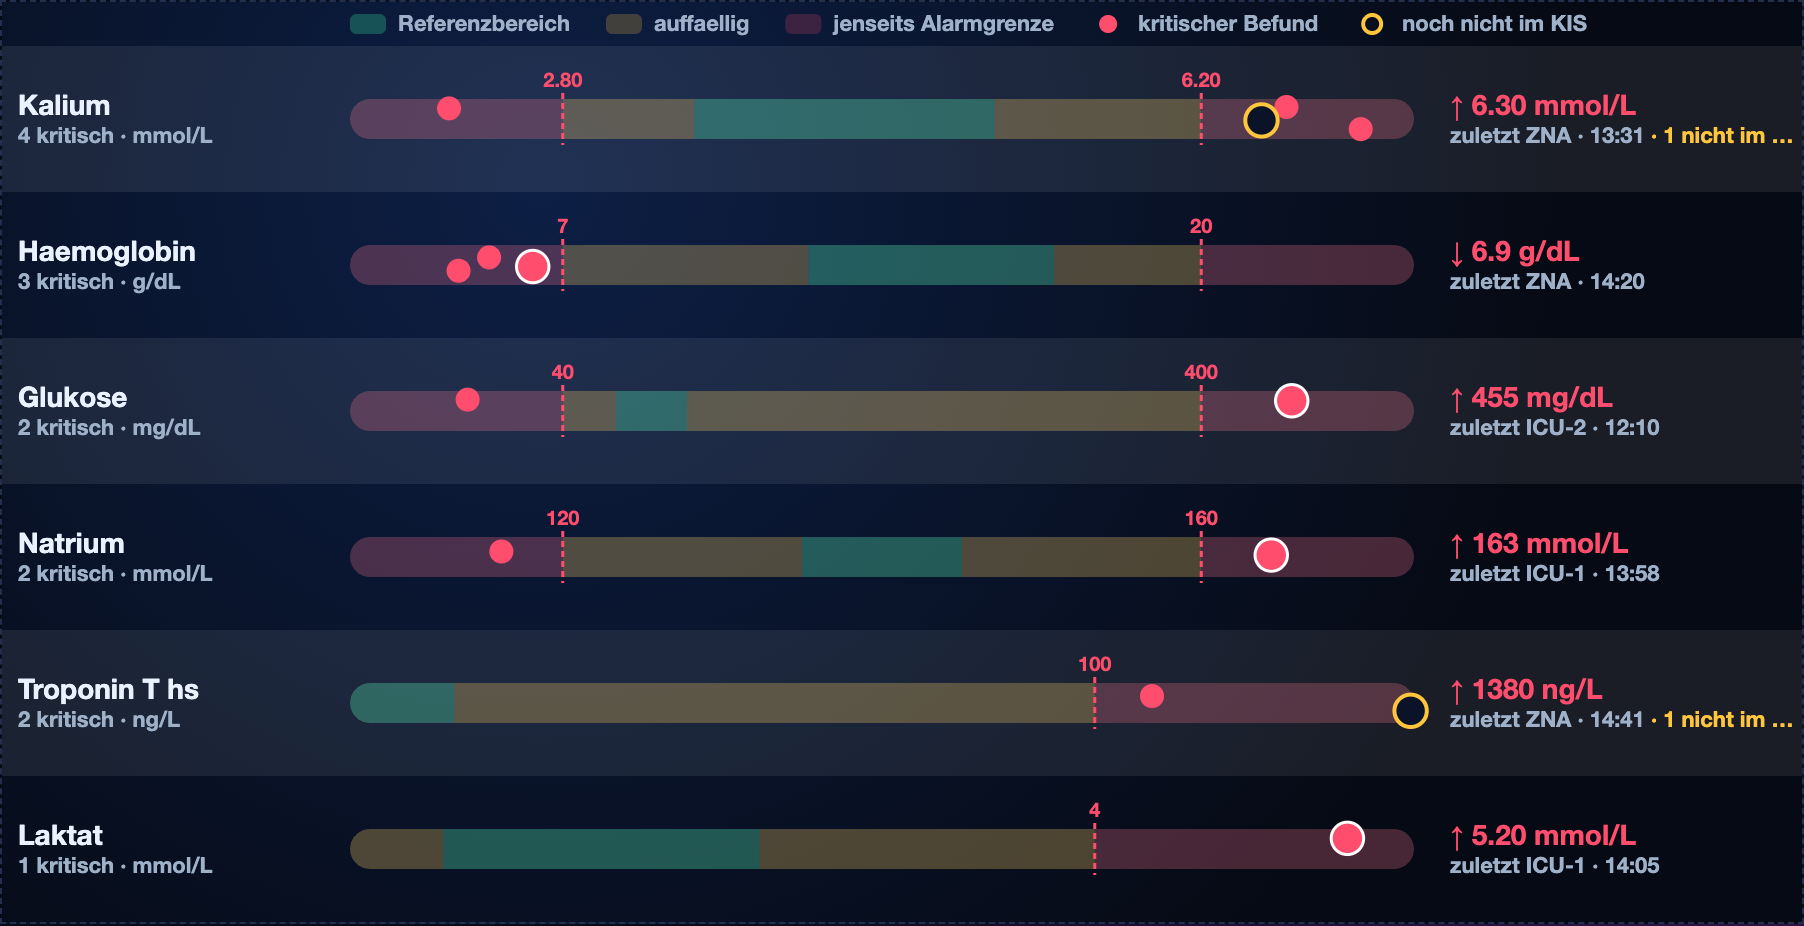 Referenzbereich auffaellig jenseits Alarmgrenze kritischer Befund noch nicht im KIS
2.80 6.20
Kalium ↑ 6.30 mmol/L
4 kritisch · mmol/L zuletzt ZNA · 13:31 · 1 nicht im ...
7 20
Haemoglobin ↓ 6.9 g/dL
3 kritisch · g/dL zuletzt ZNA · 14:20
40 400
Glukose ↑ 455 mg/dL
2 kritisch · mg/dL zuletzt ICU-2 · 12:10
120 160
Natrium ↑ 163 mmol/L
2 kritisch · mmol/L zuletzt ICU-1 · 13:58
100
Troponin T hs ↑ 1380 ng/L
2 kritisch · ng/L zuletzt ZNA · 14:41 · 1 nicht im ...
4
Laktat ↑ 5.20 mmol/L
1 kritisch · mmol/L zuletzt ICU-1 · 14:05